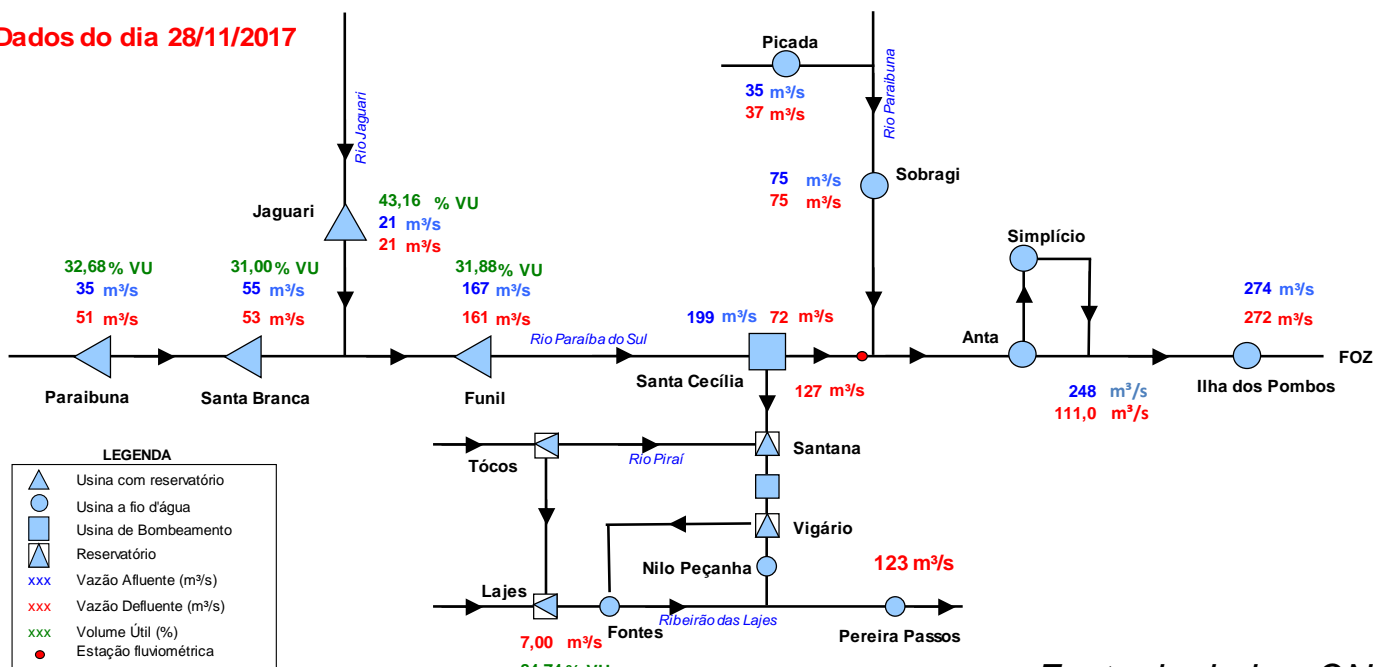 Dados do dia 28/11/2017
Picada
35 m³/s
37 m³/s
Rio Paraibuna
Rio Jaguari
75 m³/s
75 m³/s
Sobragi
Jaguari
43,16 % VU
21 m³/s
21 m³/s
Simplício
32,68% VU
35 m³/s
51 m³/s
31,00% VU
55 m³/s
53 m³/s
31,88% VU
167 m³/s
161 m³/s
199 m³/s 72 m³/s
274 m³/s
272 m³/s
Rio Paraíba do Sul
Anta
FOZ
Paraibuna
Santa Branca
Funil
Santa Cecília
127 m³/s
248 m³/s
111,0 m³/s
Ilha dos Pombos
LEGENDA
Usina com reservatório
Usina a fio d'água
Usina de Bombeamento
Reservatório
xxx Vazão Afluente (m³/s)
xxx Vazão Defluente (m³/s)
xxx Volume Útil (%)
Estação fluviométrica
Tócos
Rio Piraí
Santana
Vigário
Nilo Peçanha
123 m³/s
Lajes
Fontes
Ribeirão das Lajes
Pereira Passos
7,00 m³/s